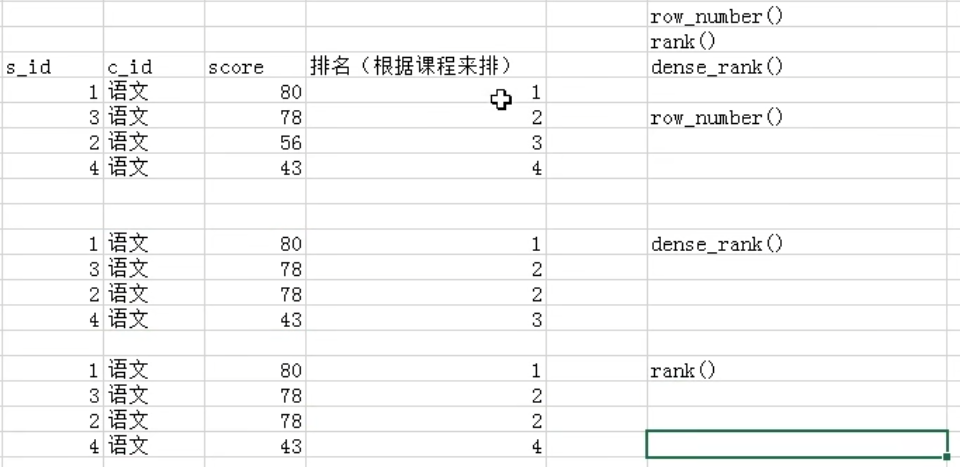 row_number()
rank()
s_id c_id score 排名（根据课程来排） dense_rank()
1 语文 80 1
3 语文 78 2 row_number()
2 语文 56 3
4 语文 43 4
1 语文 80 1 dense_rank()
3 语文 78 2
2 语文 78 2
4 语文 43 3
1 语文 80 1 rank()
3 语文 78 2
2 语文 78 2
4 语文 43 4